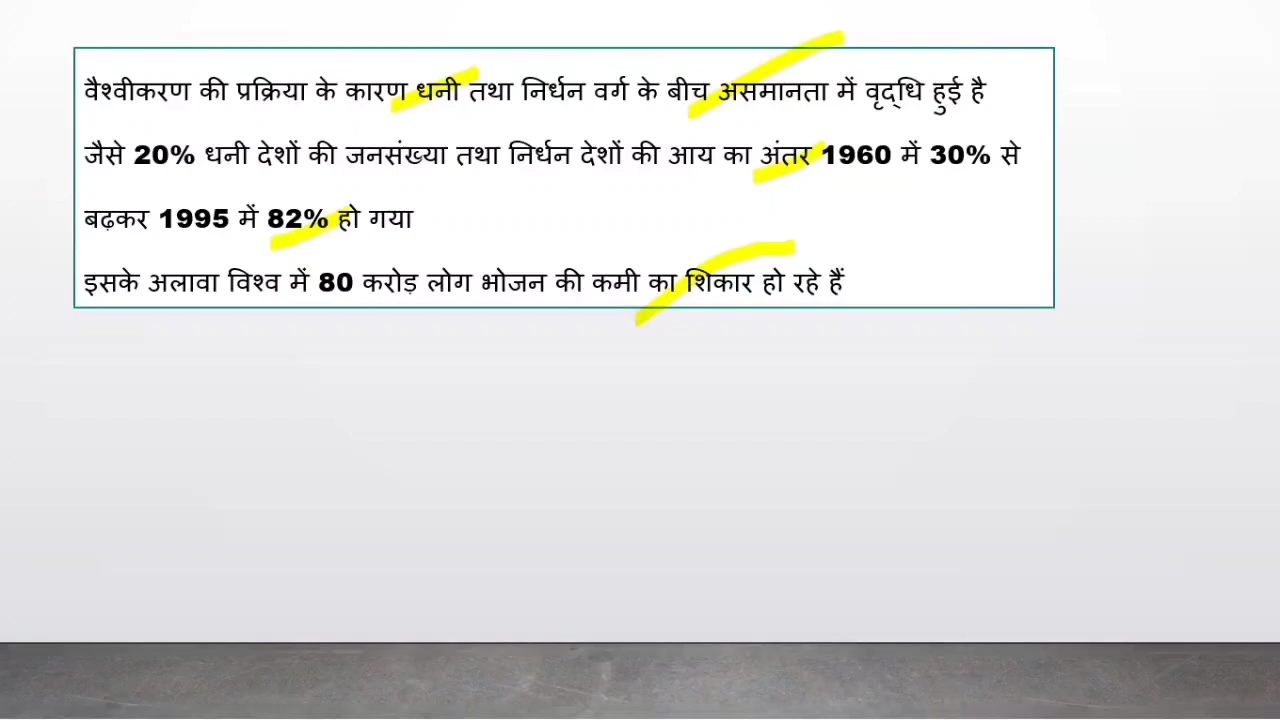 वैश्वीकरण की प्रक्रिया के कारण धनी तथा निर्धन वर्ग के बीच असमानता में वृद्धि हुई है
जैसे 20% धनी देशों की जनसंख्या तथा निर्धन देशों की आय का अंतर 1960 में 30% से
बढ़कर 1995 में 82% हो गया
इसके अलावा विश्व में 80 करोड़ लोग भोजन की कमी का शिकार हो रहे हैं